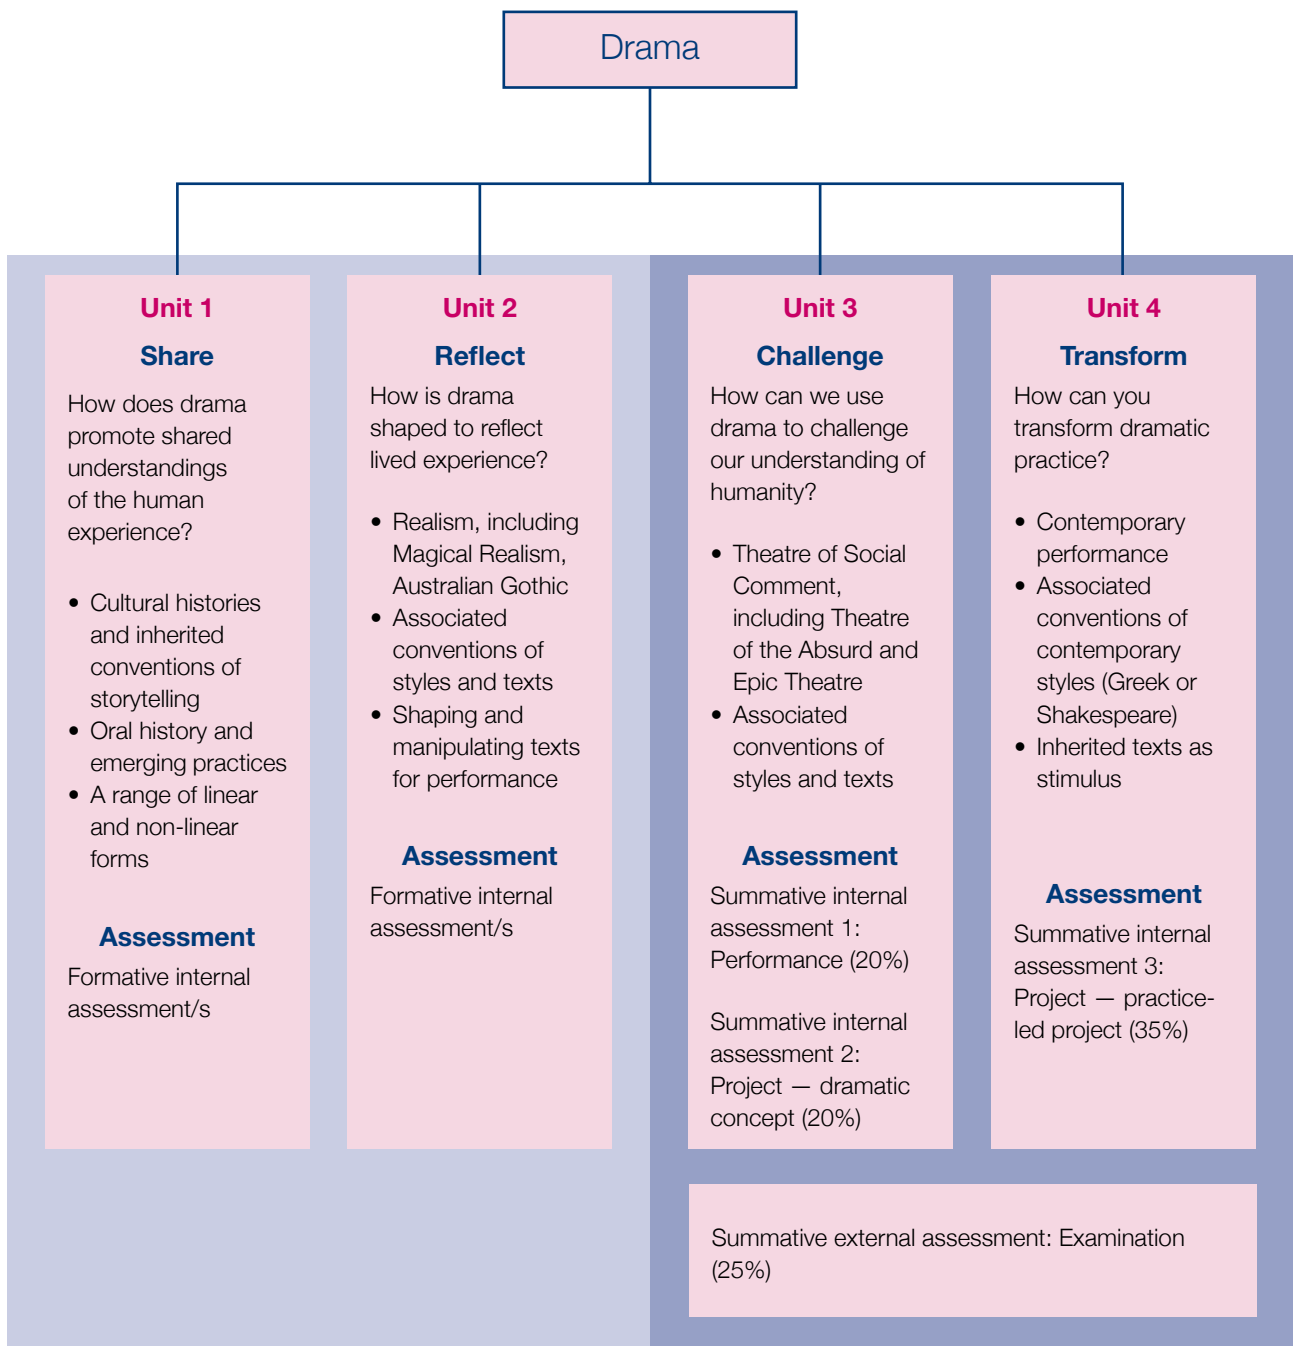 Drama
Unit 1
Share
How does drama
promote shared
understandings
of the human
experience?
• Cultural histories
and inherited
conventions of
storytelling
• Oral history and
emerging practices
• A range of linear
and non-linear
forms
Assessment
Formative internal
assessment/s
Unit 2
Reflect
How is drama
shaped to reflect
lived experience?
• Realism, including
Magical Realism,
Australian Gothic
• Associated
conventions of
styles and texts
• Shaping and
manipulating texts
for performance
Assessment
Formative internal
assessment/s
Unit 3
Challenge
How can we use
drama to challenge
our understanding of
humanity?
• Theatre of Social
Comment,
including Theatre
of the Absurd and
Epic Theatre
• Associated
conventions of
styles and texts
Assessment
Summative internal
assessment 1:
Performance (20%)
Summative internal
assessment 2:
Project — dramatic
concept (20%)
Unit 4
Transform
How can you
transform dramatic
practice?
• Contemporary
performance
• Associated
conventions of
contemporary
styles (Greek or
Shakespeare)
• Inherited texts as
stimulus
Assessment
Summative internal
assessment 3:
Project — practice-
led project (35%)
Summative external assessment: Examination
(25%)